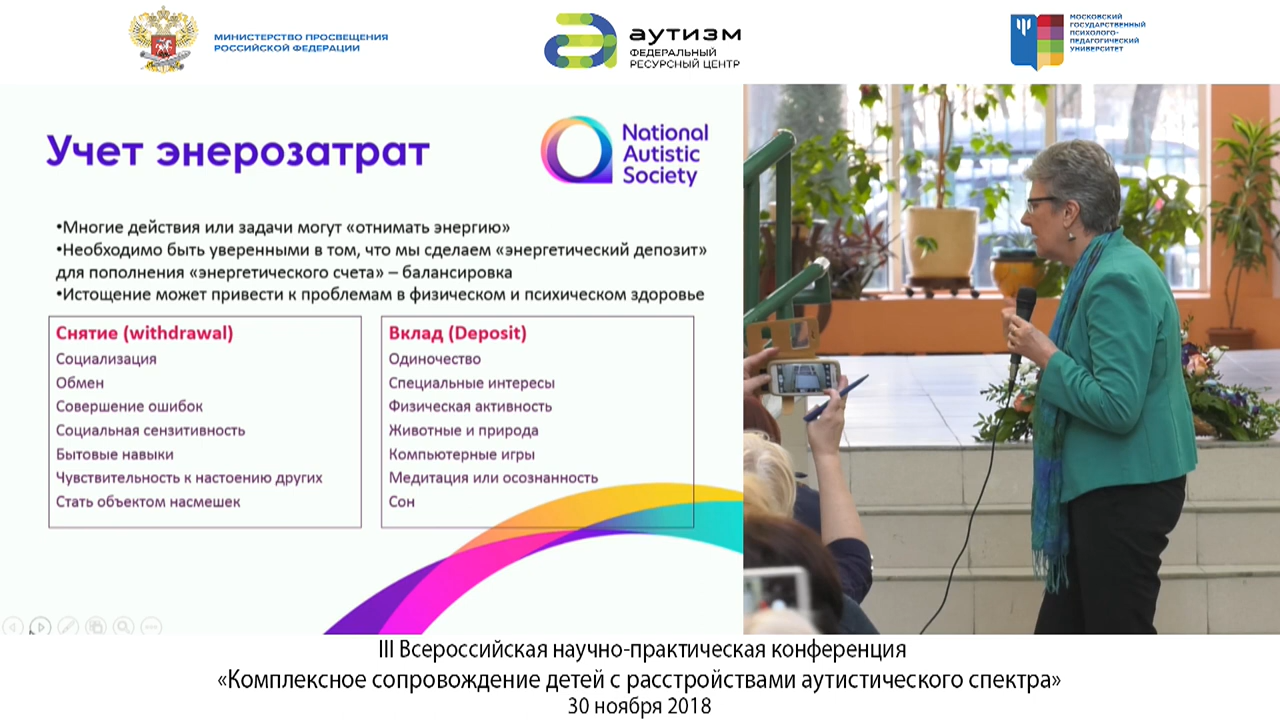 МИНИСТЕРСТВО ПРОСВЕЩЕНИЯ
РОССИЙСКОЙ ФЕДЕРАЦИИ
аутизм
ФЕДЕРАЛЬНЫЙ
РЕСУРСНЫЙ ЦЕНТР
МОСКОВСКИЙ
ГОСУДАРСТВЕННЫЙ
ПСИХОЛОГО-
ПЕДАГОГИЧЕСКИЙ
УНИВЕРСИТЕТ
Учет энерозатрат
National
Autistic
Society
•Многие действия или задачи могут «отнимать энергию»
•Необходимо быть уверенными в том, что мы сделаем «энергетический депозит»
для пополнения «энергетического счета» – балансировка
•Истощение может привести к проблемам в физическом и психическом здоровье
Снятие (withdrawal)
Социализация
Обмен
Совершение ошибок
Социальная сензитивность
Бытовые навыки
Чувствительность к настоению других
Стать объектом насмешек
Вклад (Deposit)
Одиночество
Специальные интересы
Физическая активность
Животные и природа
Компьютерные игры
Медитация или осознанность
Сон
III Всероссийская научно-практическая конференция
«Комплексное сопровождение детей с расстройствами аутистического спектра»
30 ноября 2018